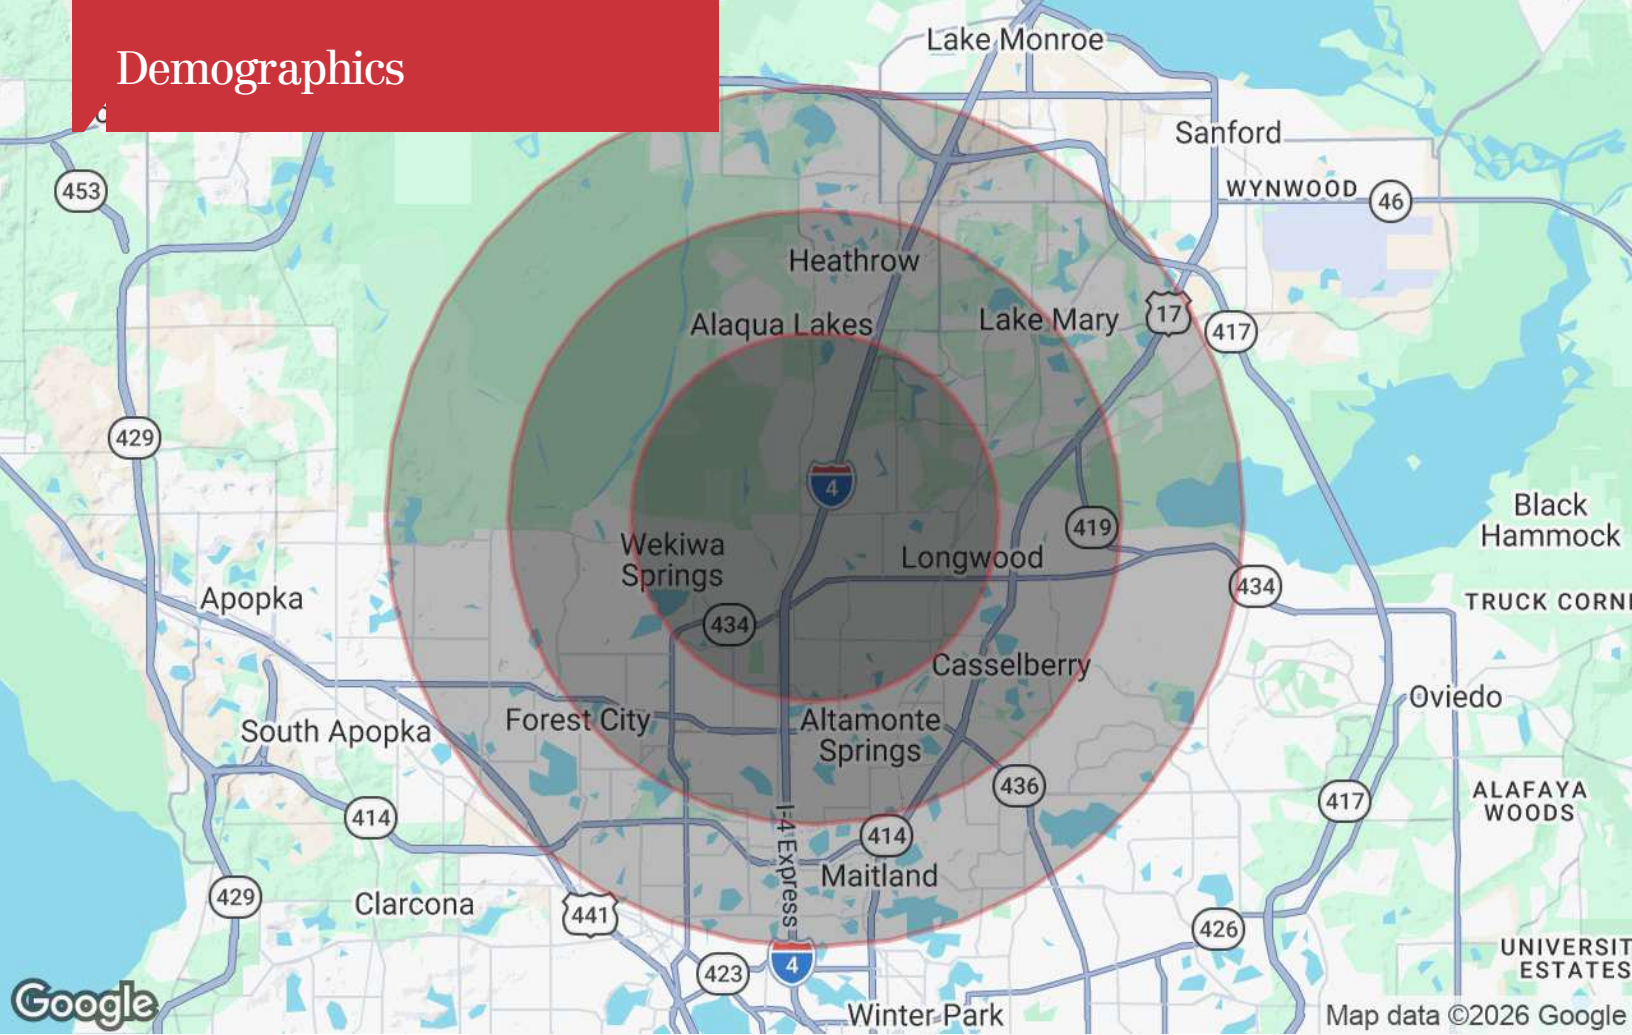 Demographics
Lake Monroe
Sanford
453
WYNWOOD
46
Heathrow
17
Alaqua Lakes
Lake Mary
417
429
4
Black
Hammock
419
Wekiwa
Springs
Longwood
434
Apopka
TRUCK CORN
434
Casselberry
Oviedo
Forest City
Altamonte
Springs
South Apopka
436
ALAFAYA
WOODS
417
414
414
I-4 Express
Maitland
429
Clarcona
441
426
UNIVERSIT
ESTATES
4
423
Google
Winter Park
Map data ©2026 Google